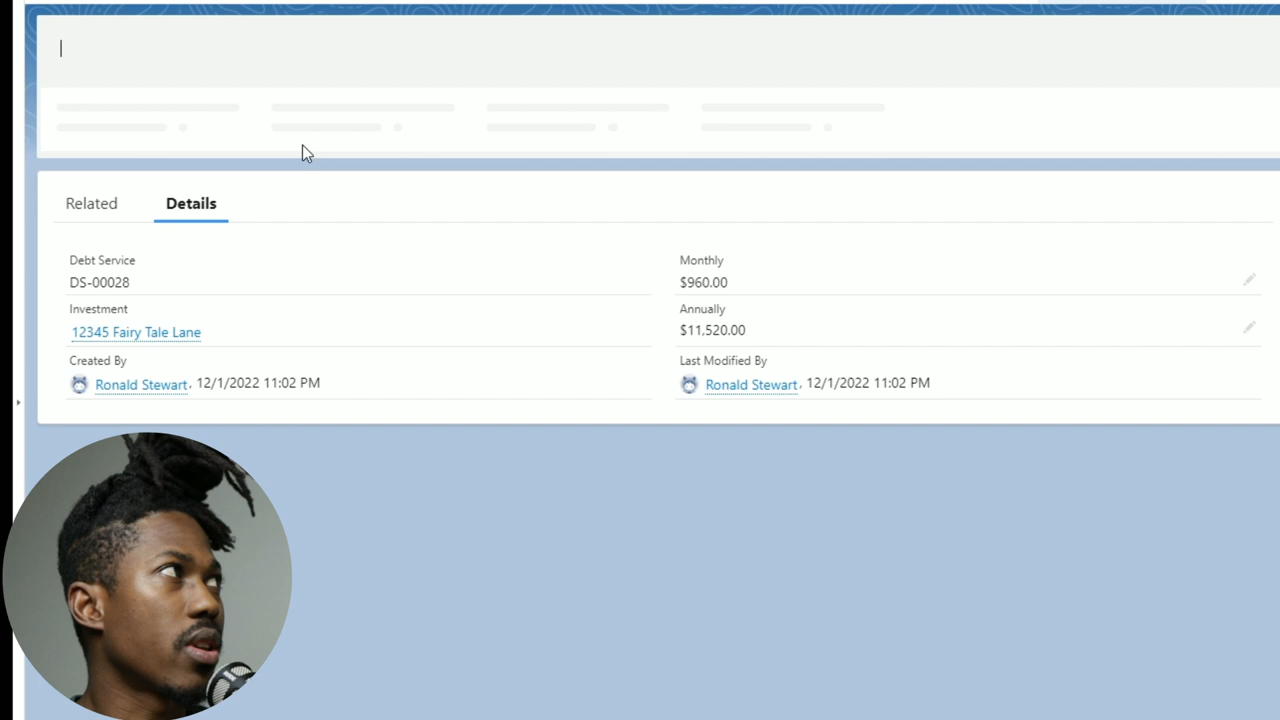 Related Details
Debt Service
DS-00028
Monthly
$960.00
Investment
12345 Fairy Tale Lane
Annually
$11,520.00
Created By
Ronald Stewart, 12/1/2022 11:02 PM
Last Modified By
Ronald Stewart, 12/1/2022 11:02 PM